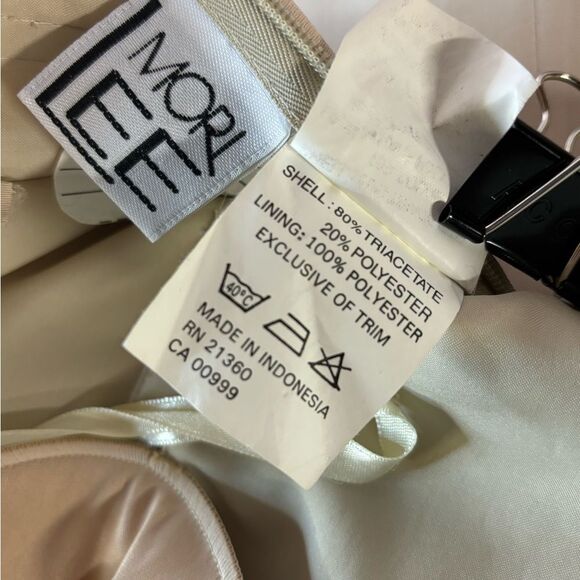 MORI
LEE
SHELL : 80% TRIACETATE
20% POLYESTER
LINING: 100% POLYESTER
EXCLUSIVE OF TRIM
40°C
MADE IN INDONESIA
RN 21360
CA 00999